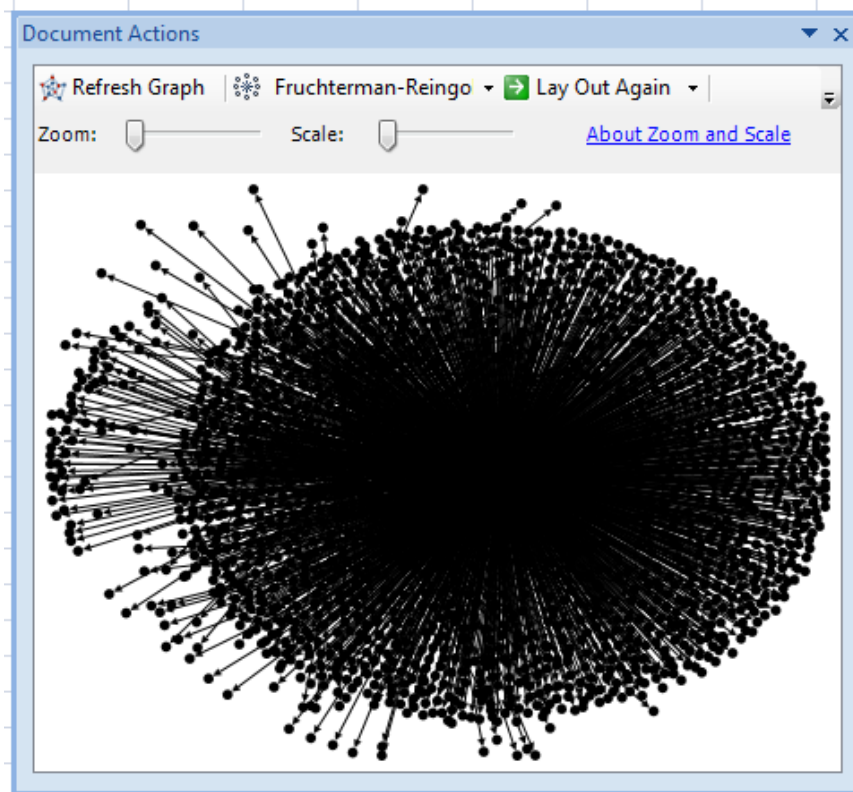 Document Actions
Refresh Graph Fruchterman-Reingo Lay Out Again
Zoom: Scale: About Zoom and Scale